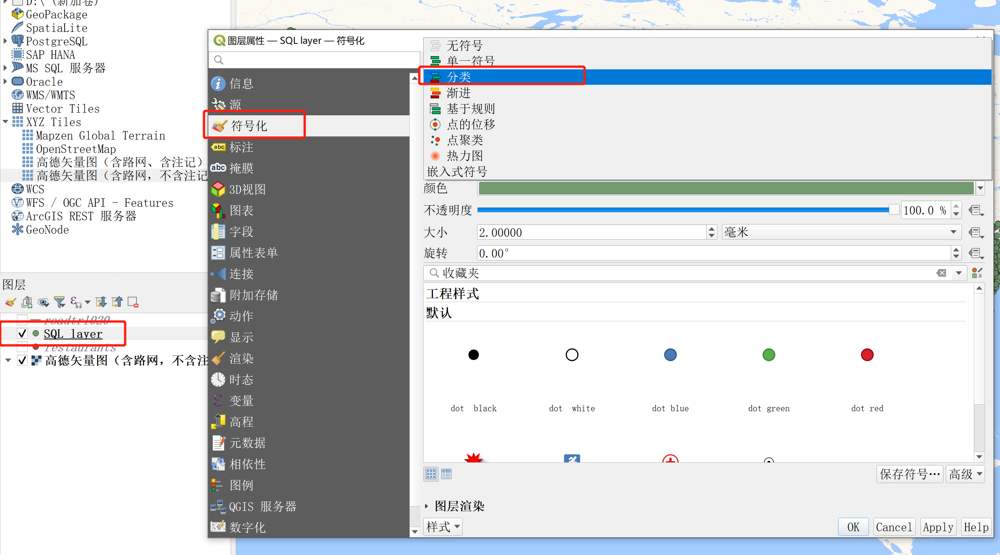 D:\ (新加卷)
GeoPackage
SpatiaLite
PostgreSQL
SAP HANA
MS SQL 服务器
Oracle
WMS/WMTS
Vector Tiles
XYZ Tiles
Mapzen Global Terrain
OpenStreetMap
高德矢量图（含路网、含注记）
高德矢量图（含路网，不含注记
WCS
WFS / OGC API - Features
ArcGIS REST 服务器
GeoNode
图层
roadtrl020
SQL layer
restaurants
高德矢量图（含路网，不含注
图层属性 — SQL layer — 符号化
信息
源
符号化
abc 标注
abc 掩膜
3D视图
图表
字段
属性表单
连接
附加存储
动作
显示
渲染
时态
变量
高程
元数据
相依性
图例
QGIS 服务器
数字化
无符号
单一符号
分类
渐进
基于规则
点的位移
点聚类
热力图
嵌入式符号
颜色
不透明度 100.0 %
大小 2.00000 毫米
旋转 0.00°
收藏夹
工程样式
默认
dot  black
dot  white
dot blue
dot green
dot red
保存符号… 高级
图层渲染
样式
OK Cancel Apply Help